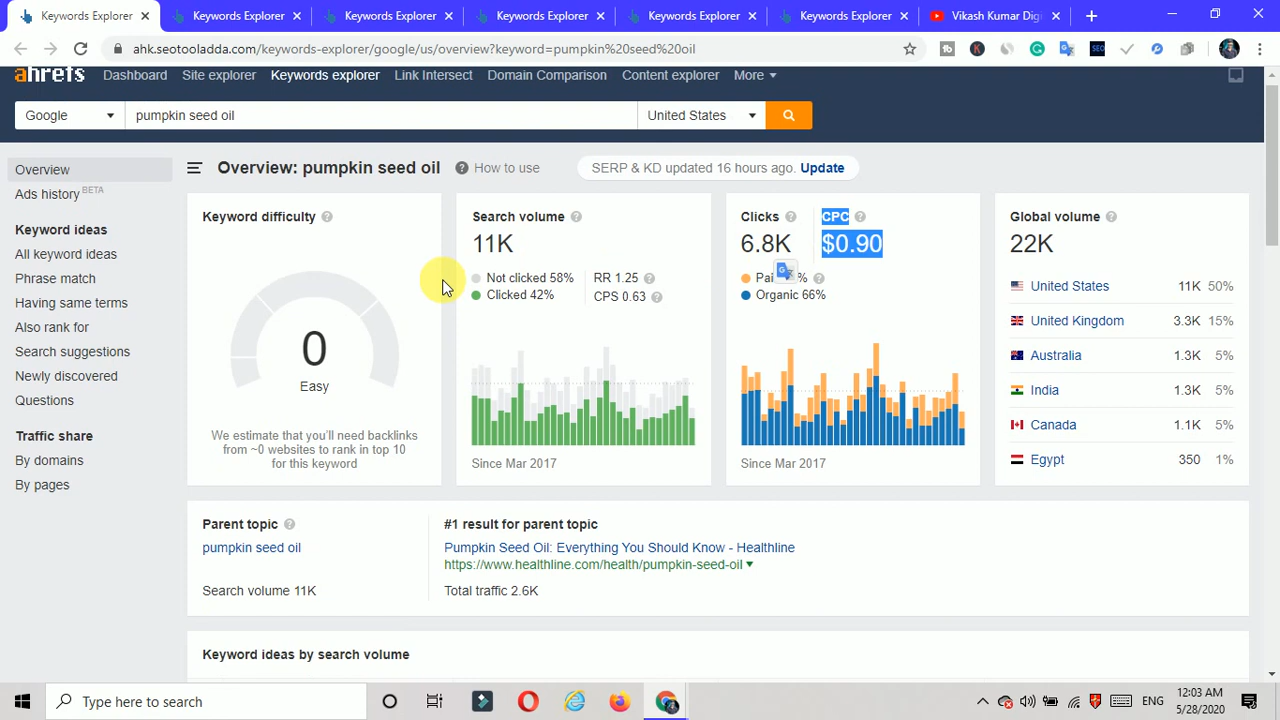 Keywords Explorer
Keywords Explorer
Keywords Explorer
Keywords Explorer
Keywords Explorer
Keywords Explorer
Vikash Kumar Digi
ahk.seotooladda.com/keywords-explorer/google/us/overview?keyword=pumpkin%20seed%20oil
ahrefs Dashboard Site explorer Keywords explorer Link Intersect Domain Comparison Content explorer More
Google pumpkin seed oil United States
Overview
Ads history BETA
Keyword ideas
All keyword ideas
Phrase match
Having same terms
Also rank for
Search suggestions
Newly discovered
Questions
Traffic share
By domains
By pages
Overview: pumpkin seed oil ? How to use SERP & KD updated 16 hours ago. Update
Keyword difficulty ?
0
Easy
We estimate that you'll need backlinks
from ~0 websites to rank in top 10
for this keyword
Search volume ?
11K
Not clicked 58% RR 1.25 ?
Clicked 42% CPS 0.63 ?
Since Mar 2017
Clicks ? CPC ?
6.8K $0.90
% ?
Organic 66%
Since Mar 2017
Global volume ?
22K
United States 11K 50%
United Kingdom 3.3K 15%
Australia 1.3K 5%
India 1.3K 5%
Canada 1.1K 5%
Egypt 350 1%
Parent topic ?
pumpkin seed oil
Search volume 11K
#1 result for parent topic
Pumpkin Seed Oil: Everything You Should Know - Healthline
https://www.healthline.com/health/pumpkin-seed-oil
Total traffic 2.6K
Keyword ideas by search volume
Type here to search
ENG
12:03 AM
5/28/2020